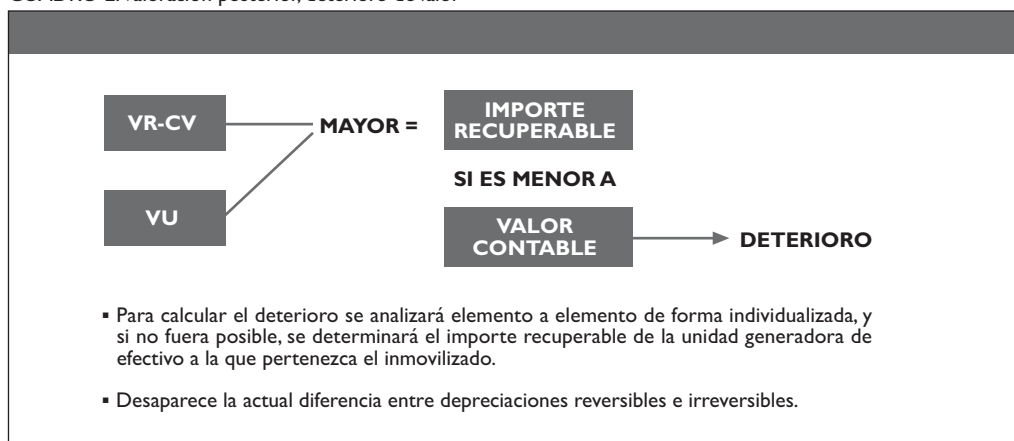 VR-CV
MAYOR =
IMPORTE
RECUPERABLE
SI ES MENOR A
VU
VALOR
CONTABLE
DETERIORO
▪ Para calcular el deterioro se analizará elemento a elemento de forma individualizada, y
si no fuera posible, se determinará el importe recuperable de la unidad generadora de
efectivo a la que pertenezca el inmovilizado.
▪ Desaparece la actual diferencia entre depreciaciones reversibles e irreversibles.